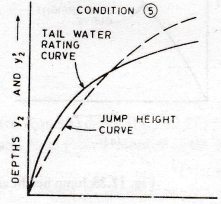 CONDITION ⑤
TAIL WATER
RATING
CURVE
JUMP HEIGHT
CURVE
DEPTHS y₂ AND y₂'